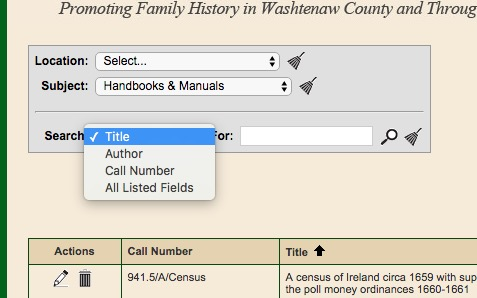 Promoting Family History in Washtenaw County and Throug
Location: Select...
Subject: Handbooks & Manuals
Search ✓ Title For:
Author
Call Number
All Listed Fields
Actions Call Number Title
941.5/A/Census A census of Ireland circa 1659 with sup
the poll money ordinances 1660-1661